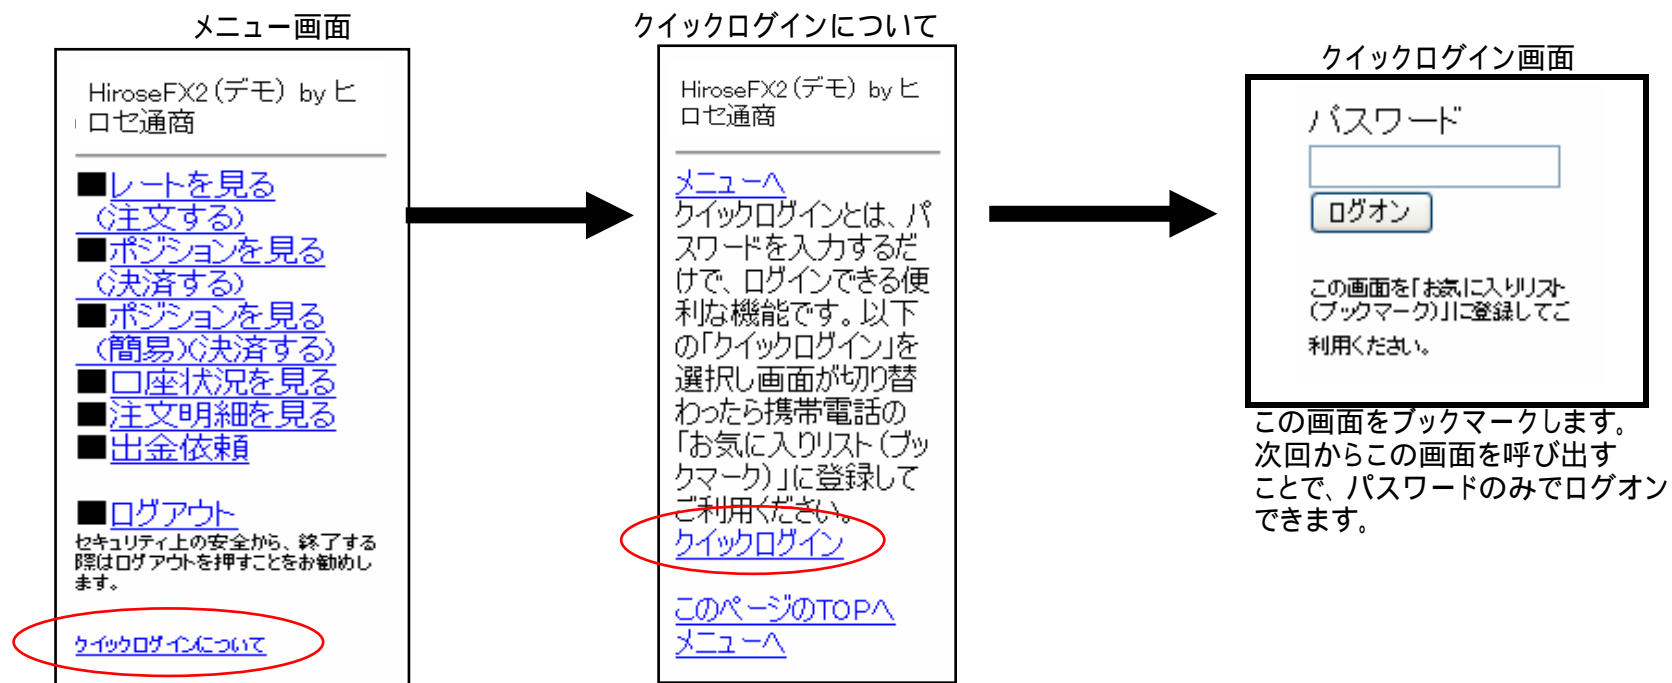 メニュー画面
HiroseFX2(デモ) by ヒ
ロセ通商
■レートを見る
(注文する)
■ポジションを見る
(決済する)
■ポジションを見る
(簡易)(決済する)
■口座状況を見る
■注文明細を見る
■出金依頼
■ログアウト
セキュリティ上の安全から、終了する
際はログアウトを押すことをお勧めし
ます。
クイックログインについて
クイックログインについて
HiroseFX2(デモ) by ヒ
ロセ通商
メニューへ
クイックログインとは、パ
スワードを入力するだ
けで、ログインできる便
利な機能です。以下
の「クイックログイン」を
選択し画面が切り替
わったら携帯電話の
「お気に入りリスト(ブッ
クマーク)」に登録して
ご利用ください。
クイックログイン
このページのTOPへ
メニューへ
クイックログイン画面
パスワード
ログオン
この画面を「お気に入りリスト
(ブックマーク)」に登録してご
利用ください。
この画面をブックマークします。
次回からこの画面を呼び出す
ことで、パスワードのみでログオン
できます。